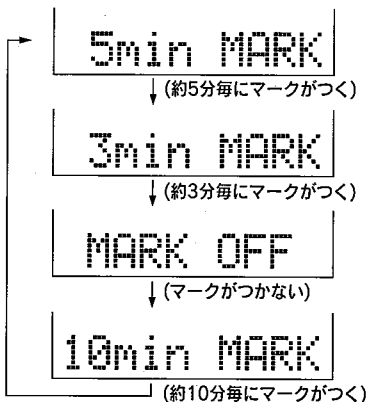 5min MARK
(約5分毎にマークがつく)
3min MARK
(約3分毎にマークがつく)
MARK OFF
(マークがつかない)
10min MARK
(約10分毎にマークがつく)